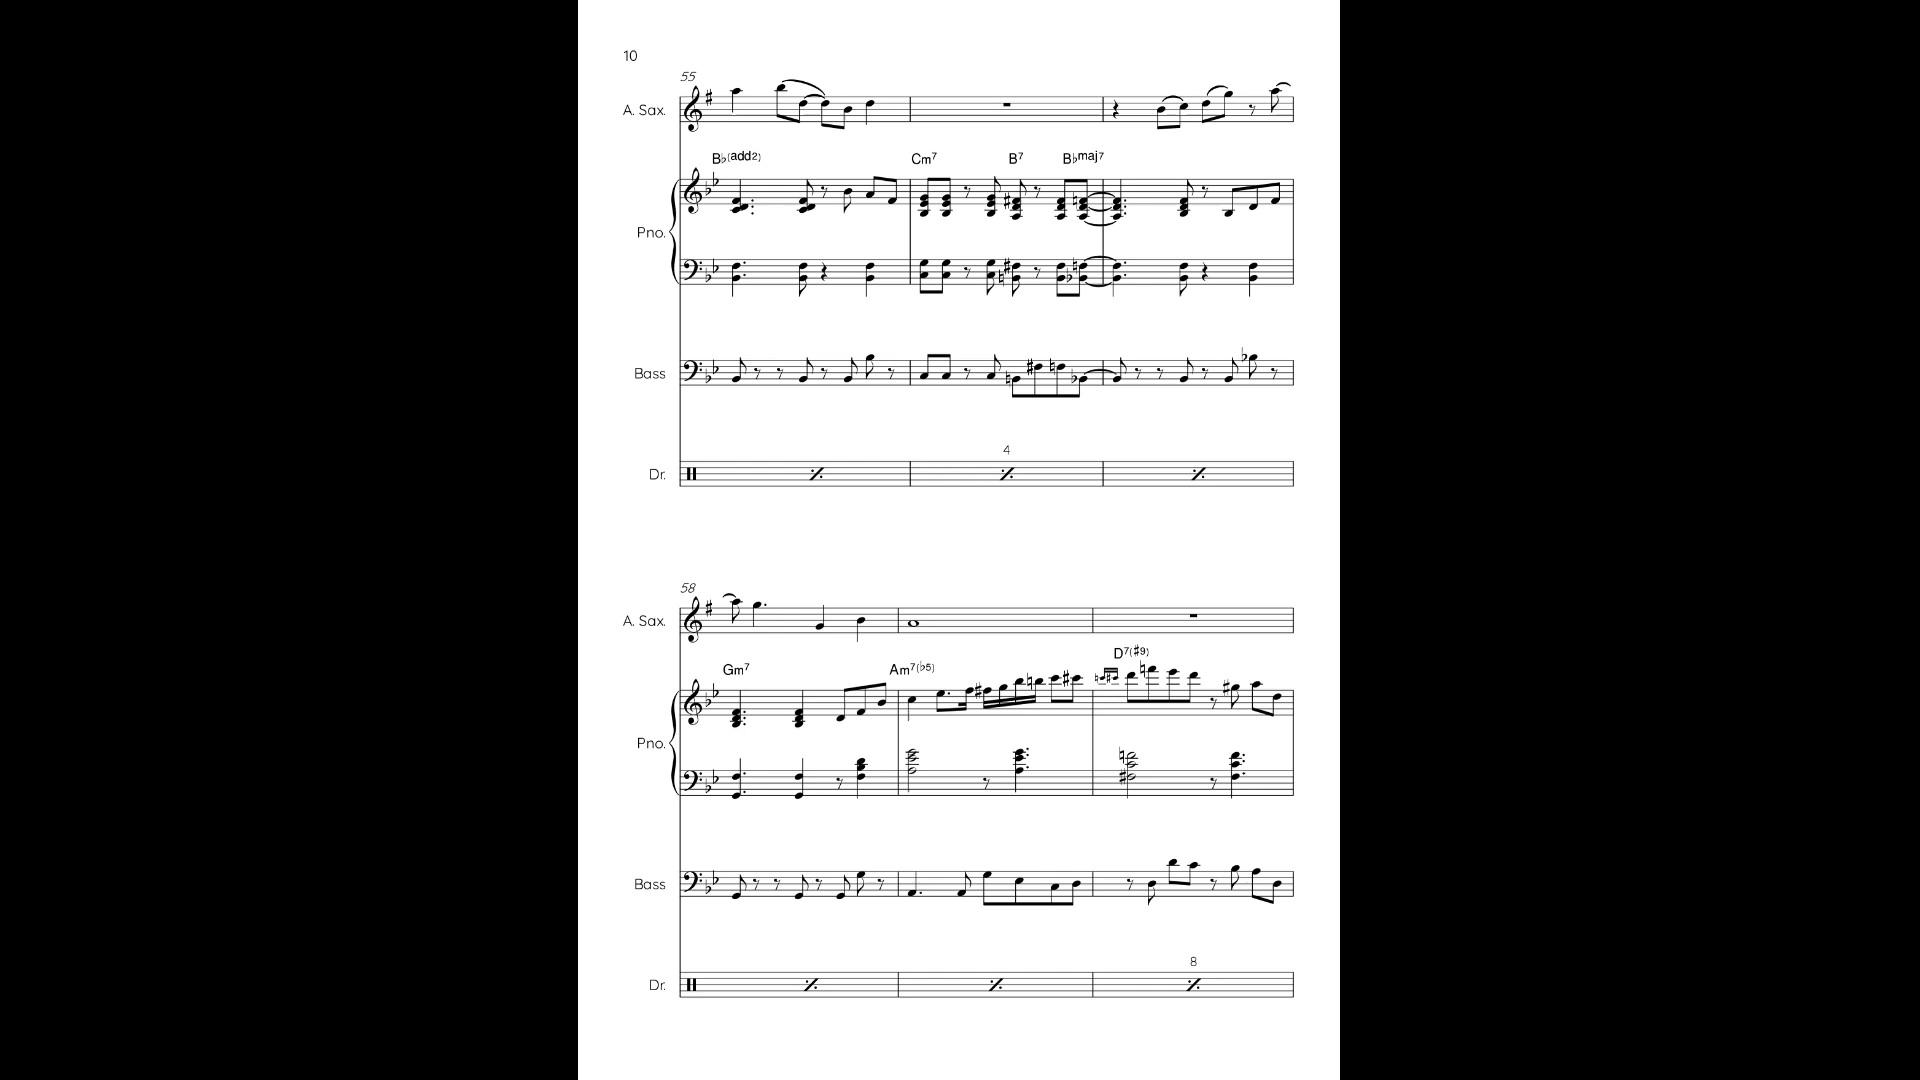 10
55
A. Sax.
B♭(add2) Cm7 B7 B♭maj7
Pno.
Bass
4
Dr.
58
A. Sax.
D7(♯9)
Gm7 Am7(♭5)
Pno.
Bass
8
Dr.